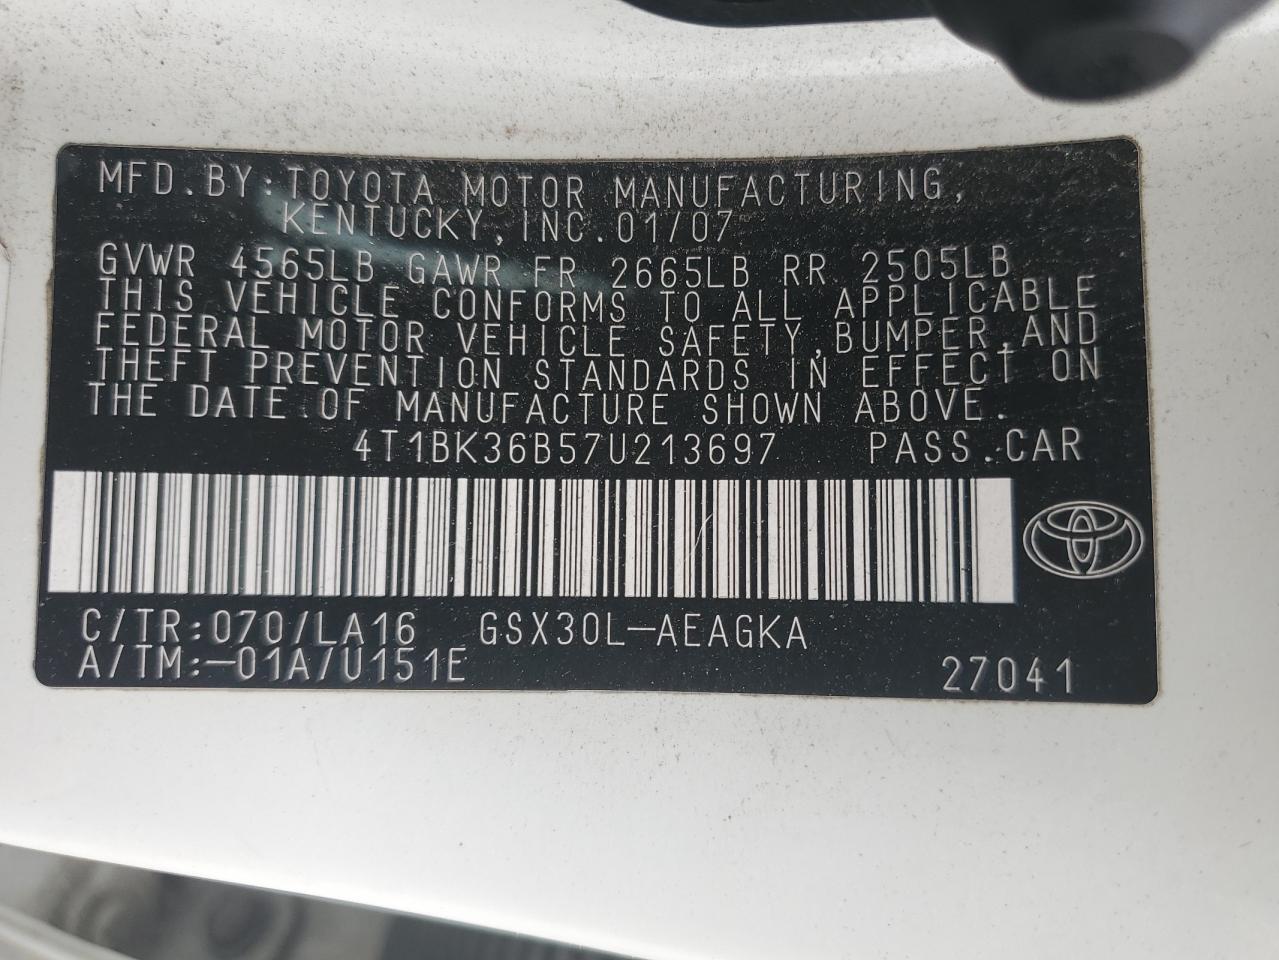 MFD.BY:TOYOTA MOTOR MANUFACTURING,
KENTUCKY,INC.01/07
GVWR 4565LB GAWR FR 2665LB RR 2505LB
THIS VEHICLE CONFORMS TO ALL APPLICABLE
FEDERAL MOTOR VEHICLE SAFETY,BUMPER,AND
THEFT PREVENTION STANDARDS IN EFFECT ON
THE DATE OF MANUFACTURE SHOWN ABOVE.
4T1BK36B57U213697 PASS.CAR
C/TR:070/LA16 GSX30L-AEAGKA
A/TM:-01A/U151E
27041